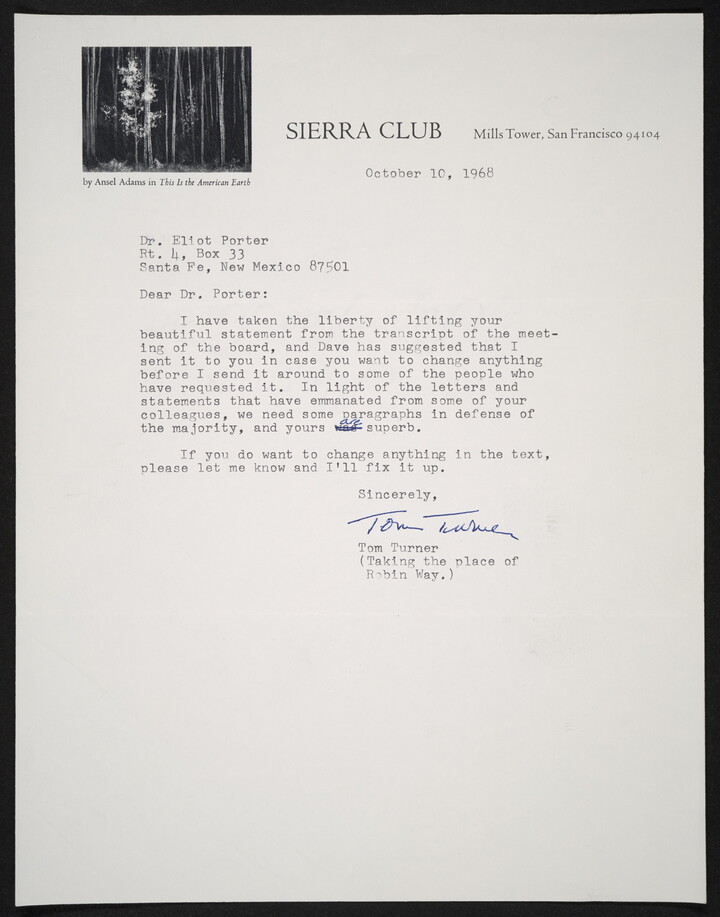 SIERRA CLUB Mills Tower, San Francisco 94104
by Ansel Adams in This Is the American Earth
October 10, 1968
Dr. Eliot Porter
Rt. 4, Box 33
Santa Fe, New Mexico 87501
Dear Dr. Porter:
I have taken the liberty of lifting your
beautiful statement from the transcript of the meet-
ing of the board, and Dave has suggested that I
sent it to you in case you want to change anything
before I send it around to some of the people who
have requested it. In light of the letters and
statements that have emmanated from some of your
colleagues, we need some paragraphs in defense of
the majority, and yours are superb.
If you do want to change anything in the text,
please let me know and I'll fix it up.
Sincerely,
Tom Turner
Tom Turner
(Taking the place of
Robin Way.)